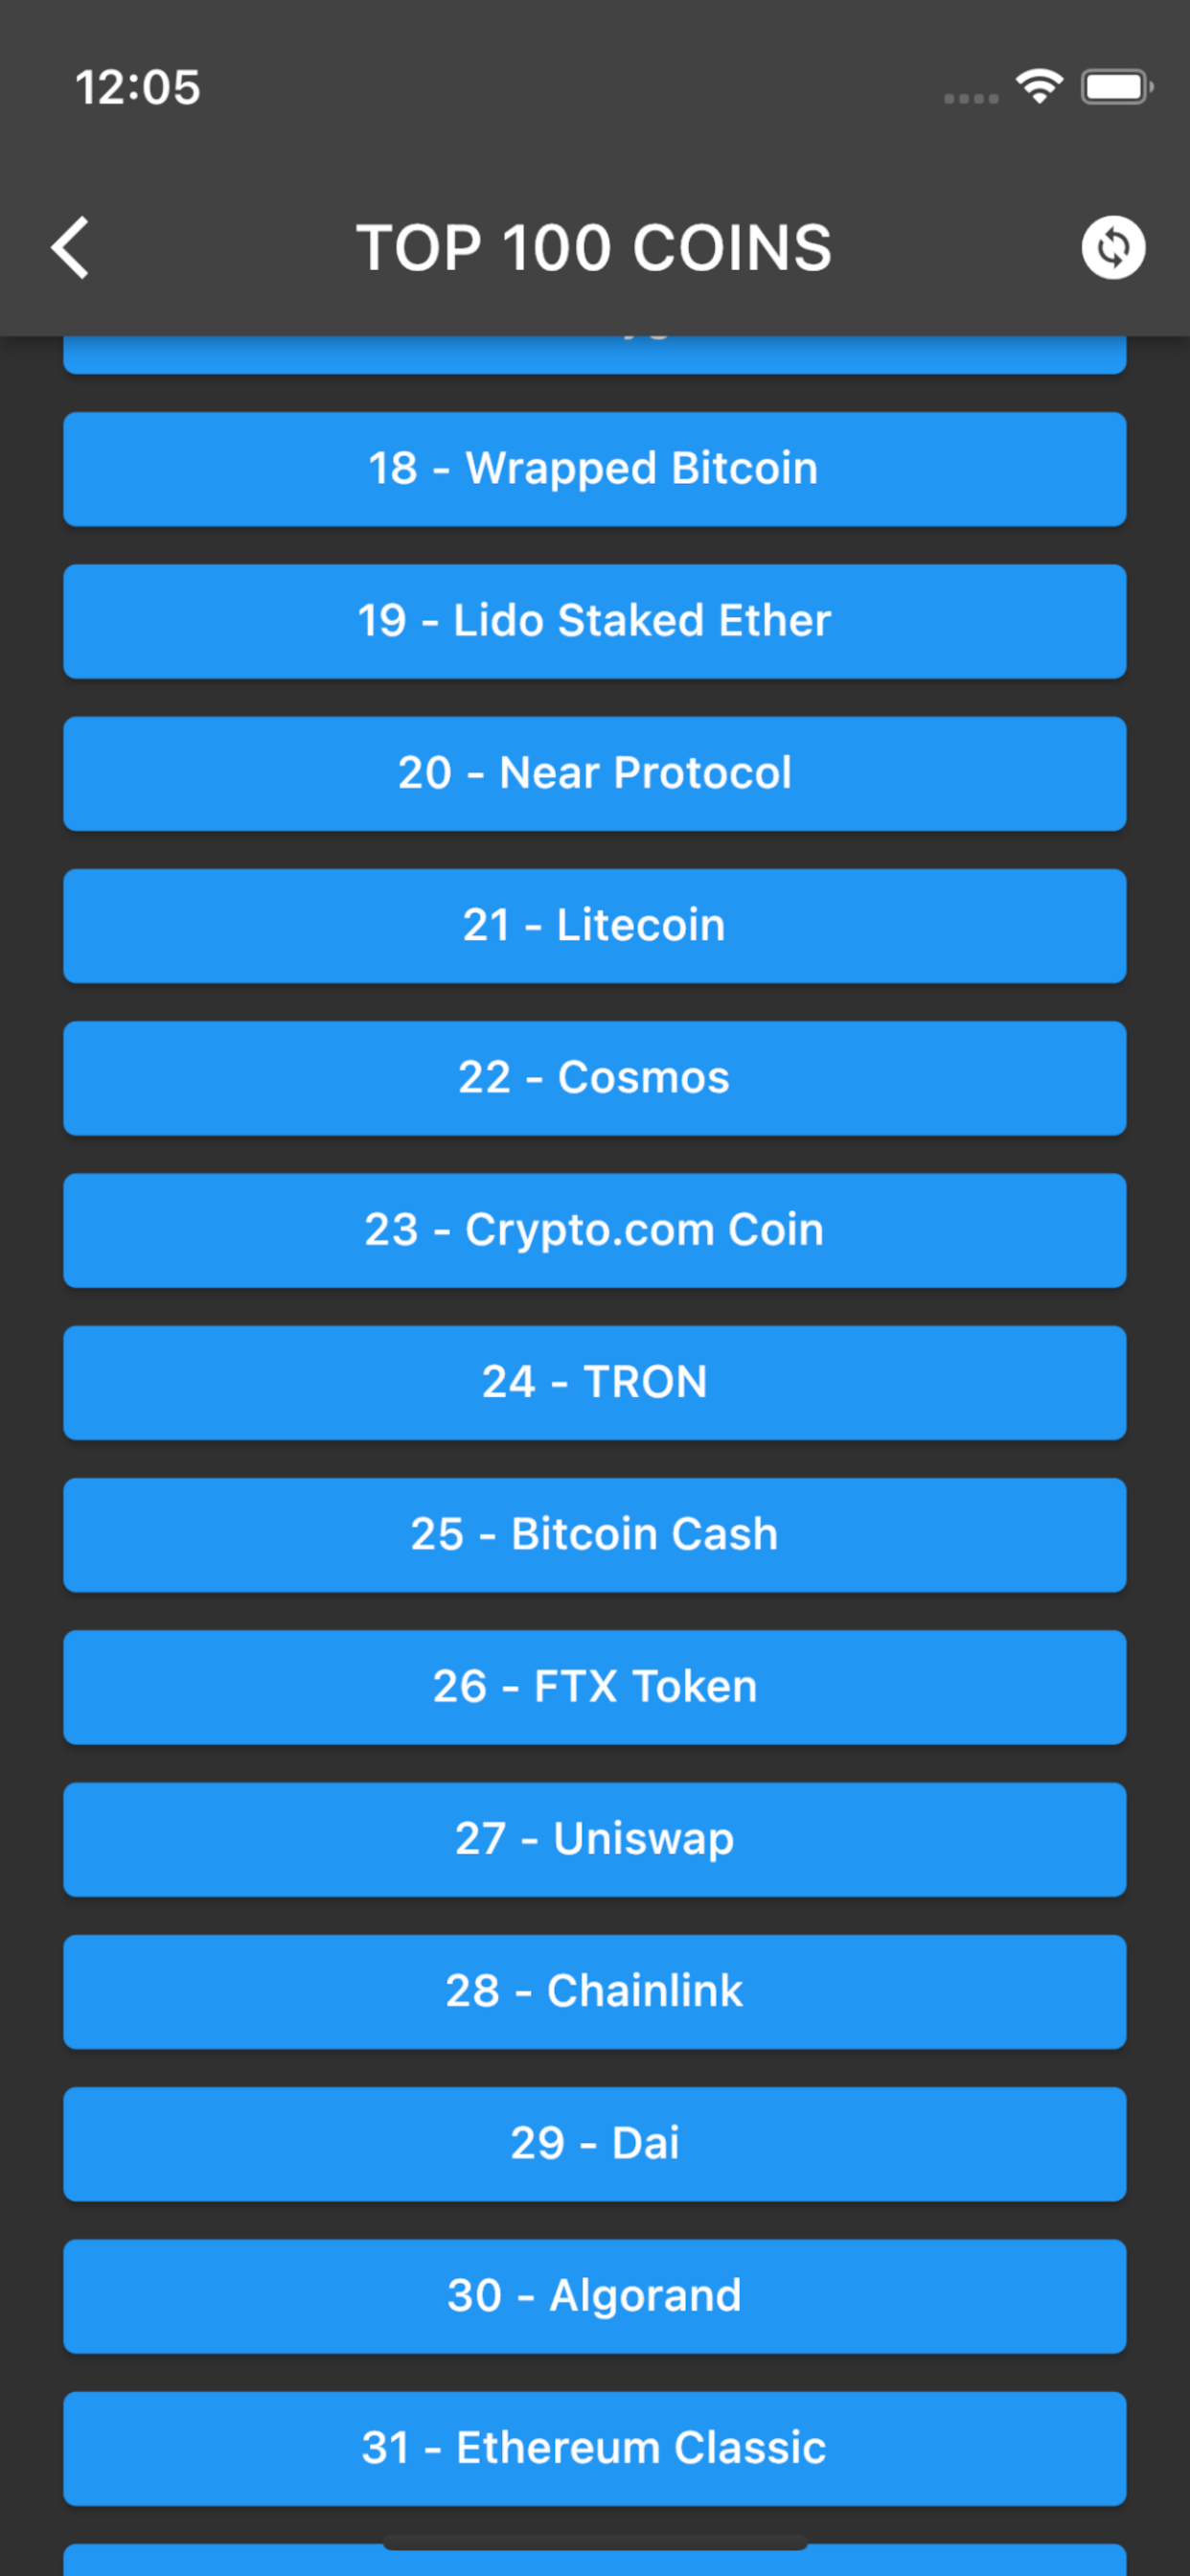 12:05
TOP 100 COINS
18 - Wrapped Bitcoin
19 - Lido Staked Ether
20 - Near Protocol
21 - Litecoin
22 - Cosmos
23 - Crypto.com Coin
24 - TRON
25 - Bitcoin Cash
26 - FTX Token
27 - Uniswap
28 - Chainlink
29 - Dai
30 - Algorand
31 - Ethereum Classic